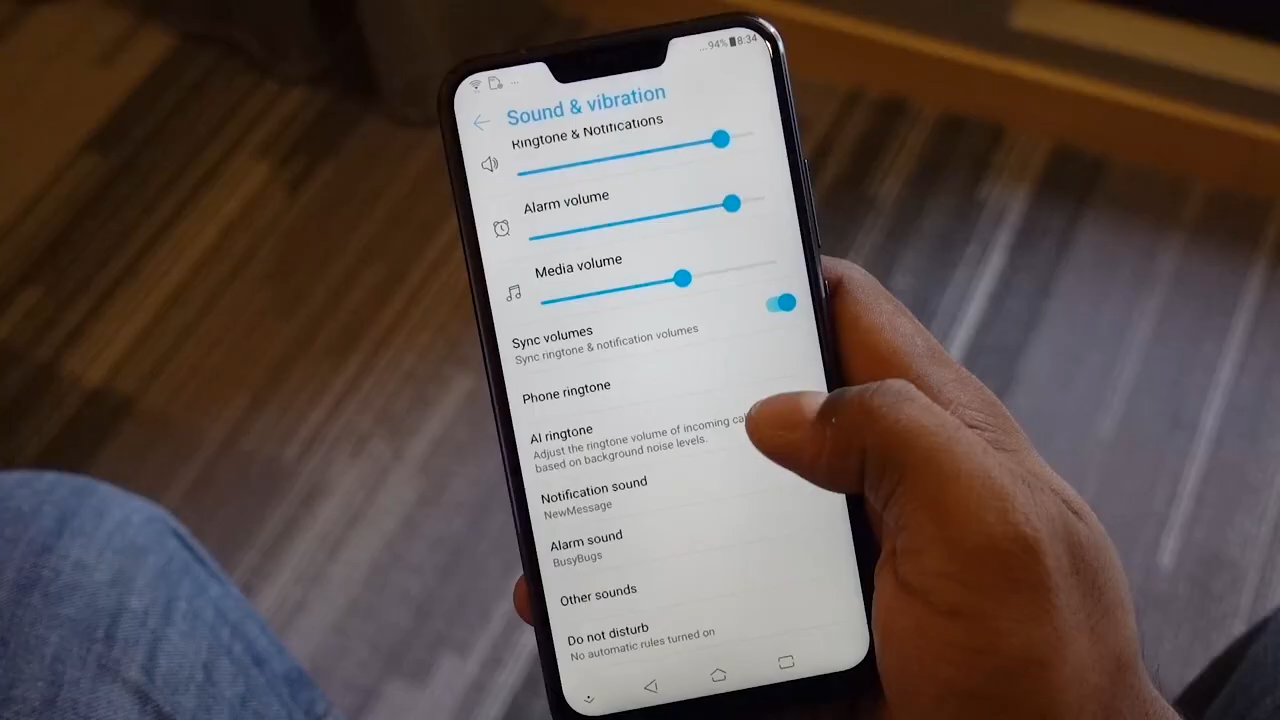 ...94% 8:34
...
Sound & vibration
Ringtone & Notifications
Alarm volume
Media volume
Sync volumes
Sync ringtone & notification volumes
Phone ringtone
AI ringtone
Adjust the ringtone volume of incoming
based on background noise levels.
Notification sound
NewMessage
Alarm sound
BusyBugs
Other sounds
Do not disturb
No automatic rules turned on